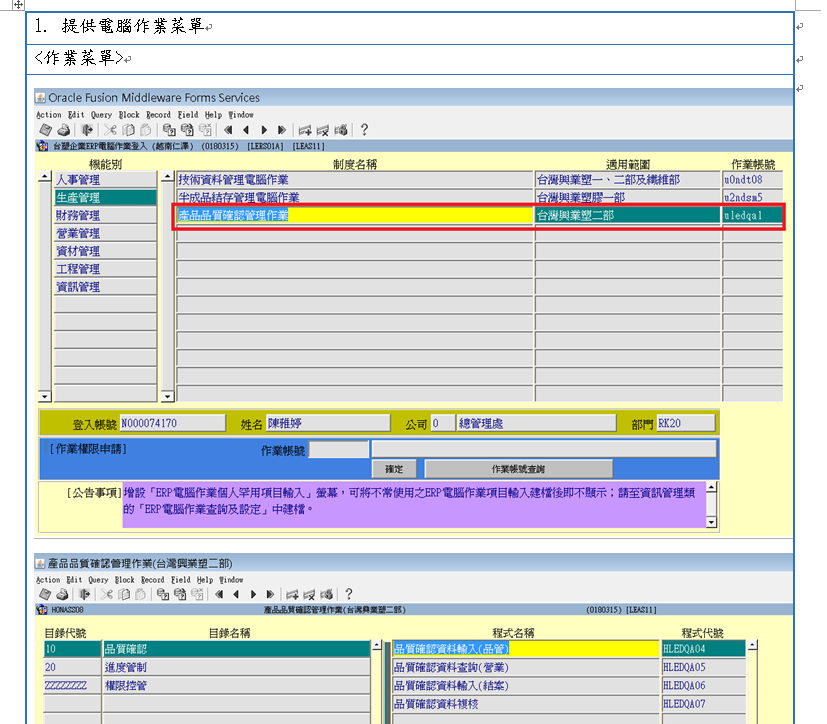 1. 提供電腦作業菜單
<作業菜單>
Oracle Fusion Middleware Forms Services
Action Edit Query Block Record Field Help Window
台塑企業ERP電腦作業登入 (越南仁澤) (0180315) [LERS01A] [LEAS11]
機能別 制度名稱 適用範圍 作業帳號
人事管理 技術資料管理電腦作業 台灣興業塑一、二部及纖維部 u0ndt08
生產管理 半成品結存管理電腦作業 台灣興業塑膠一部 u2ndsm5
財務管理 產品品質確認管理作業 台灣興業塑二部 uledqa1
營業管理
資材管理
工程管理
資訊管理
登入帳號 N000074170 姓名 陳雅婷 公司 0 總管理處 部門 RK20
[作業權限申請] 作業帳號
確定 作業帳號查詢
[公告事項] 增設「ERP電腦作業個人罕用項目輸入」螢幕，可將不常使用之ERP電腦作業項目輸入建檔後即不顯示；請至資訊管理類
的「ERP電腦作業查詢及設定」中建檔。
產品品質確認管理作業(台灣興業塑二部)
Action Edit Query Block Record Field Help Window
HONASS08 產品品質確認管理作業(台灣興業塑二部) (0180315) [LEAS11]
目錄代號 目錄名稱 程式名稱 程式代號
10 品質確認 品質確認資料輸入(品管) HLEDQA04
20 進度管制 品質確認資料查詢(營業) HLEDQA05
ZZZZZZZZ 權限控管 品質確認資料輸入(結案) HLEDQA06
品質確認資料複核 HLEDQA07